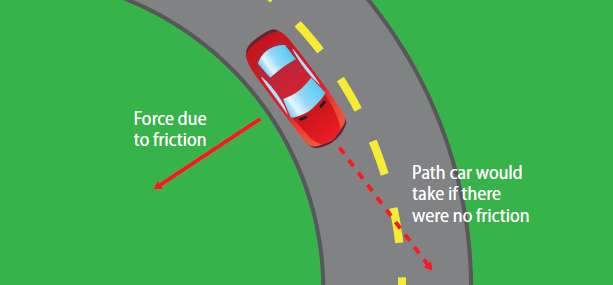 Force due
to friction
Path car would
take if there
were no friction